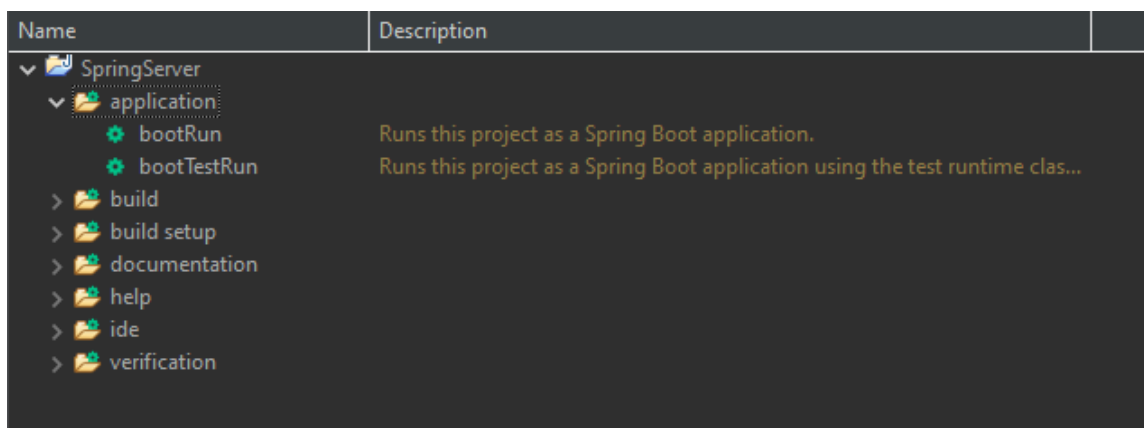 Name Description
SpringServer
application
bootRun Runs this project as a Spring Boot application.
bootTestRun Runs this project as a Spring Boot application using the test runtime clas...
build
build setup
documentation
help
ide
verification